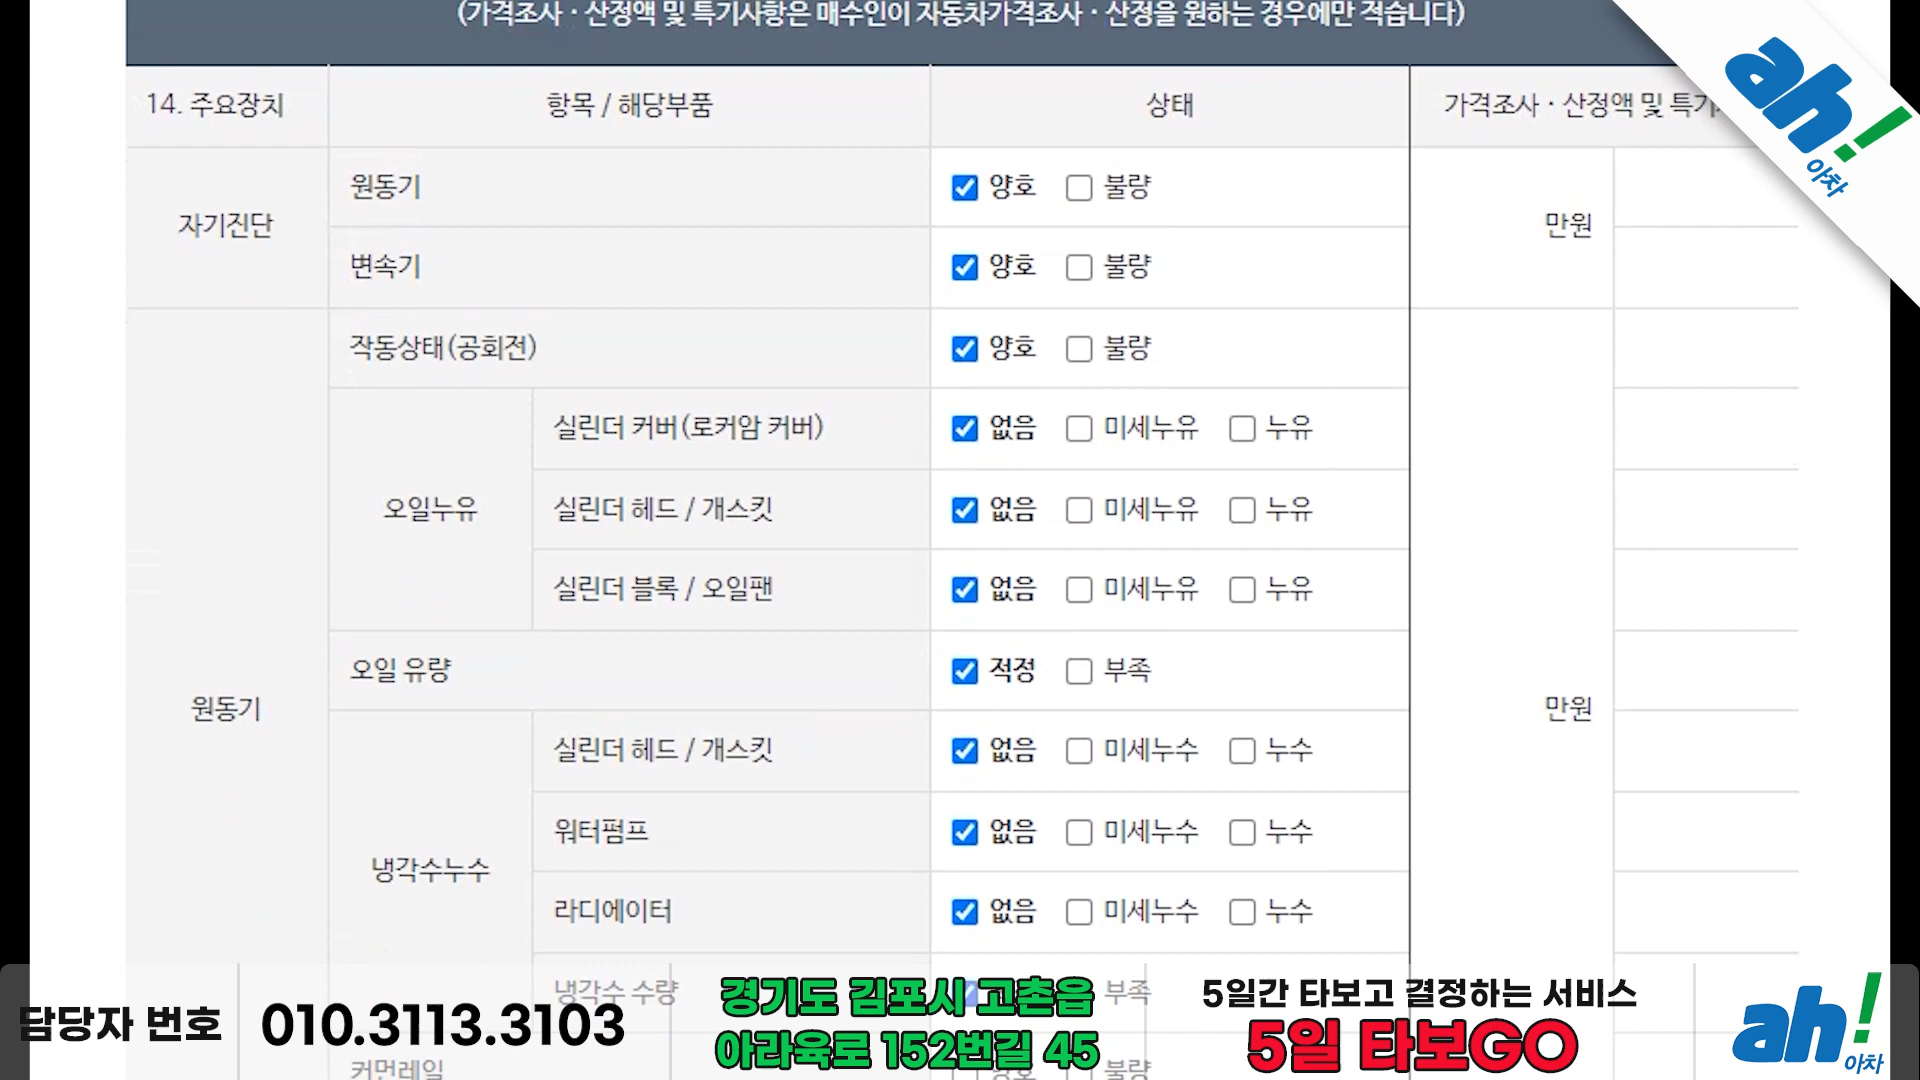 (가격조사 · 산정액 및 특기사항은 매수인이 자동차가격조사 · 산정을 원하는 경우에만 적습니다)
14. 주요장치 항목 / 해당부품 상태 가격조사 · 산정액 및 특기
ah!
아차
자기진단 원동기 양호 불량 만원
변속기 양호 불량
원동기 작동상태(공회전) 양호 불량 만원
오일누유 실린더 커버(로커암 커버) 없음 미세누유 누유
실린더 헤드 / 개스킷 없음 미세누유 누유
실린더 블록 / 오일팬 없음 미세누유 누유
오일 유량 적정 부족
냉각수누수 실린더 헤드 / 개스킷 없음 미세누수 누수
워터펌프 없음 미세누수 누수
라디에이터 없음 미세누수 누수
냉각수 수량 부족
커먼레일 양호 불량
담당자 번호 010.3113.3103
경기도 김포시 고촌읍
아라육로 152번길 45
5일간 타보고 결정하는 서비스
5일 타보GO
ah!
아차